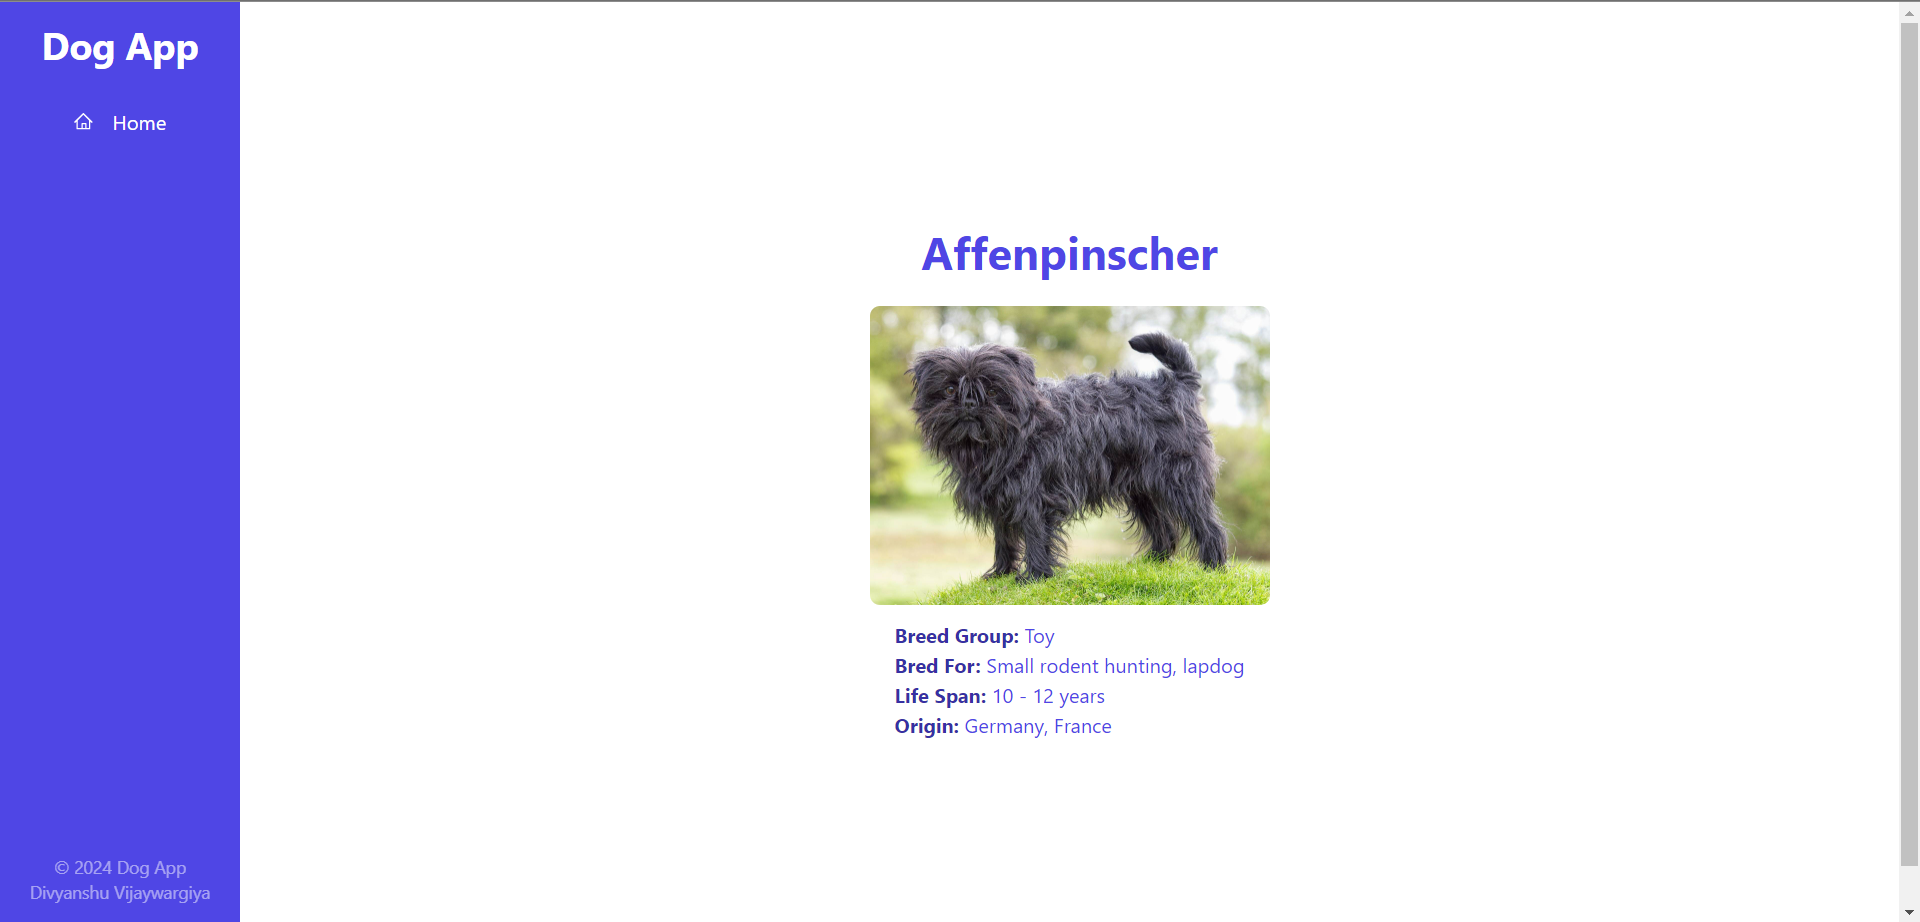 Dog App
Home
Affenpinscher
Breed Group: Toy
Bred For: Small rodent hunting, lapdog
Life Span: 10 - 12 years
Origin: Germany, France
© 2024 Dog App
Divyanshu Vijaywargiya